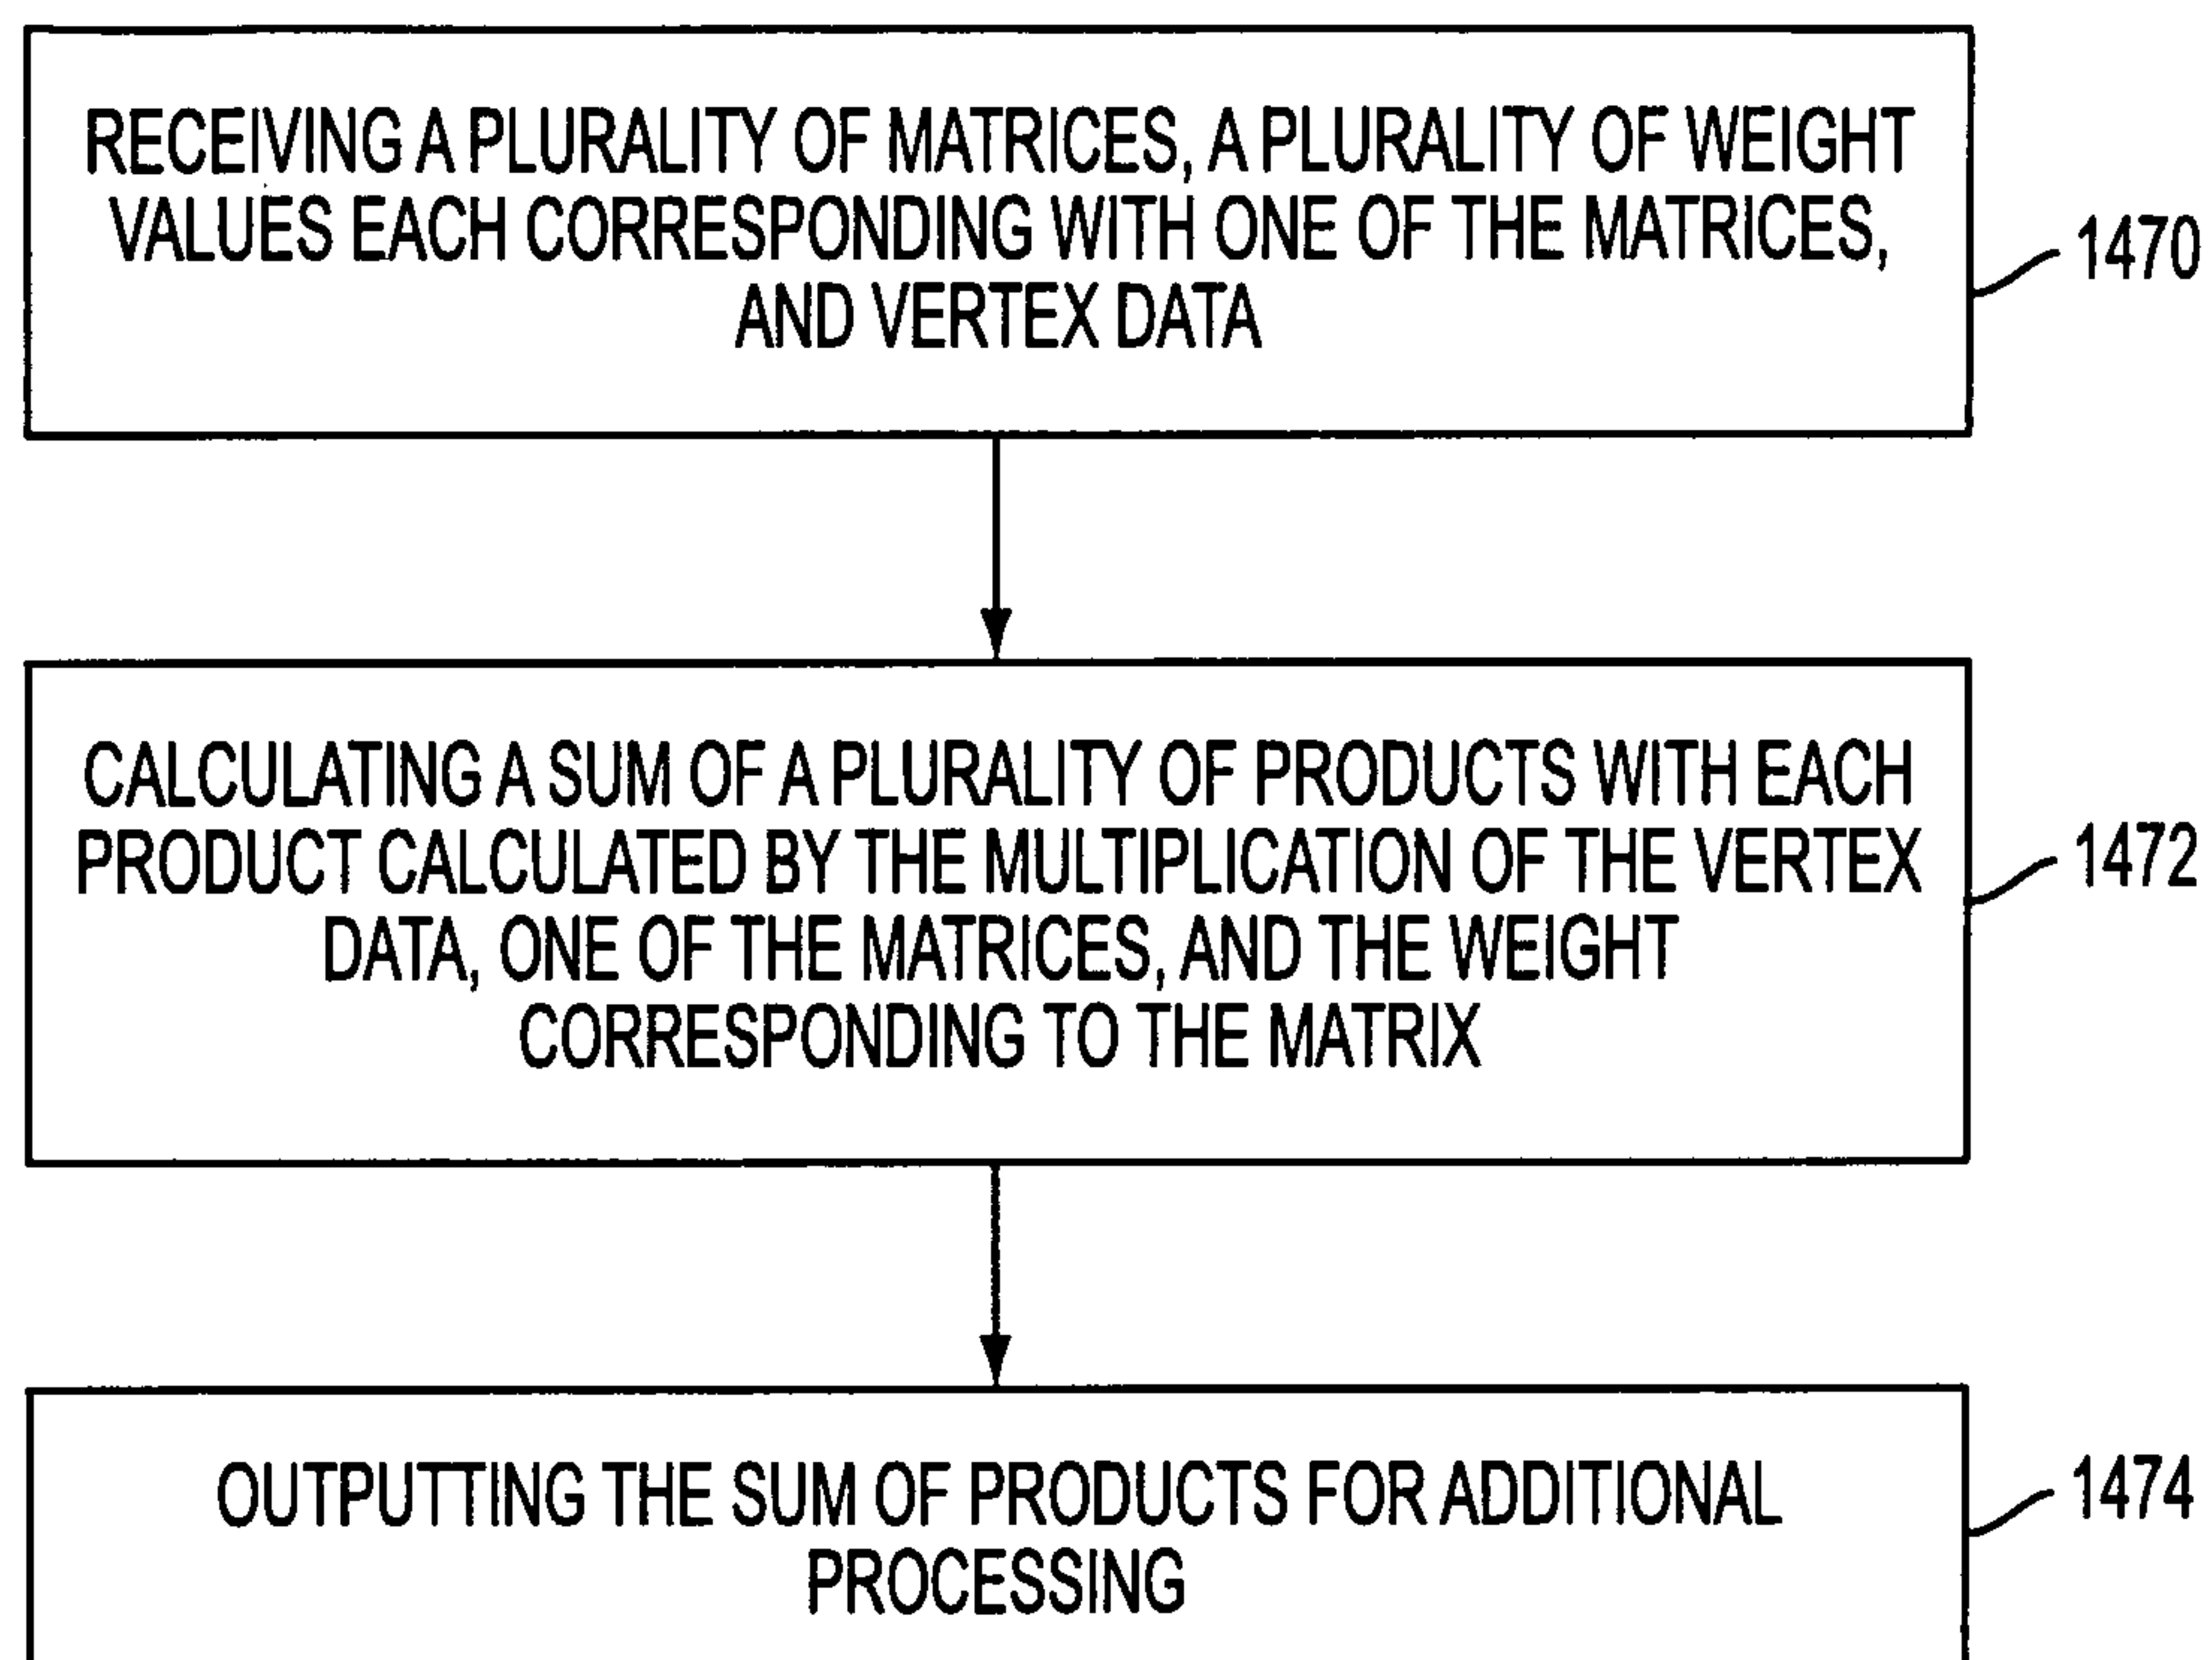 RECEIVING A PLURALITY OF MATRICES, A PLURALITY OF WEIGHT
VALUES EACH CORRESPONDING WITH ONE OF THE MATRICES,
AND VERTEX DATA
1470
CALCULATING A SUM OF A PLURALITY OF PRODUCTS WITH EACH
PRODUCT CALCULATED BY THE MULTIPLICATION OF THE VERTEX
DATA, ONE OF THE MATRICES, AND THE WEIGHT
CORRESPONDING TO THE MATRIX
1472
OUTPUTTING THE SUM OF PRODUCTS FOR ADDITIONAL
PROCESSING
1474